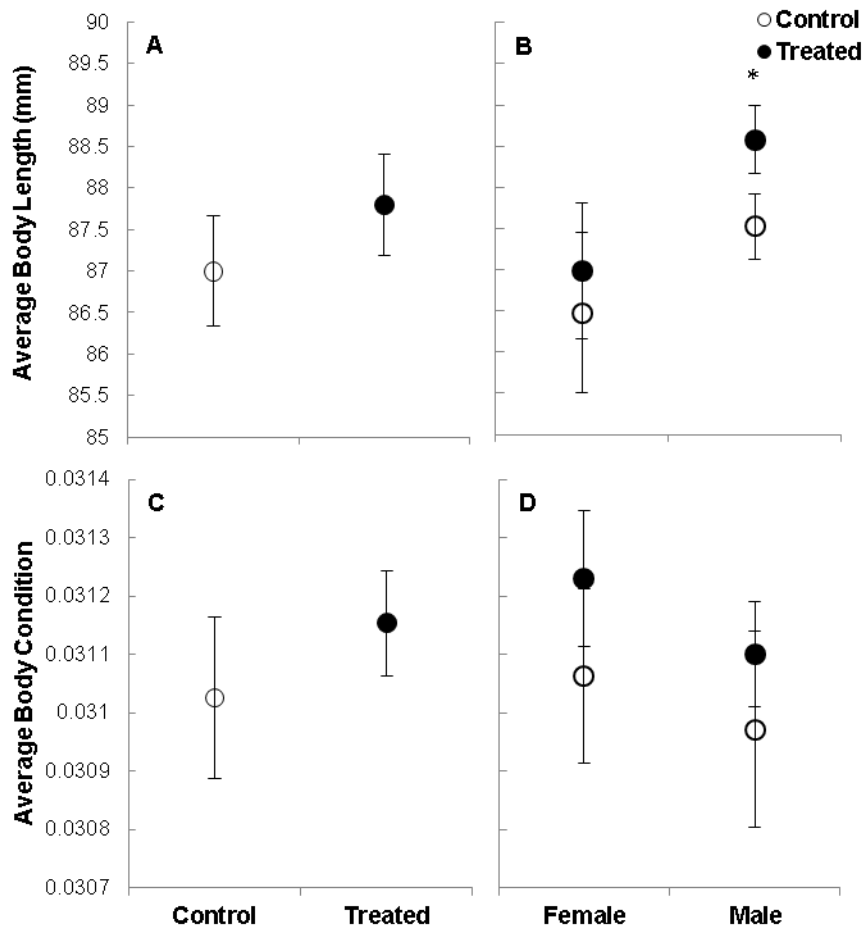 Control
Treated
A
B
*
Average Body Length (mm)
90
89.5
89
88.5
88
87.5
87
86.5
86
85.5
85
C
D
Average Body Condition
0.0314
0.0313
0.0312
0.0311
0.031
0.0309
0.0308
0.0307
Control Treated Female Male